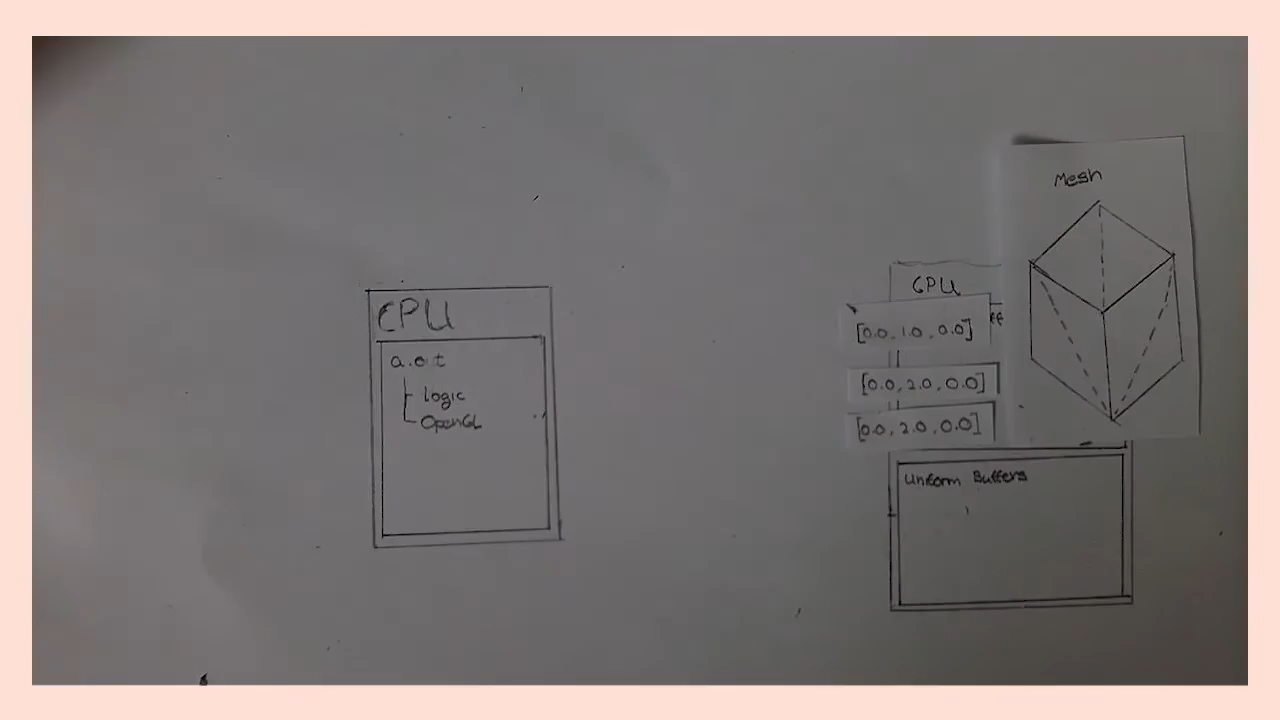 CPU
a.out
Logic
OpenGL
Mesh
GPU
[0.0, 1.0, 0.0]
[0.0, 2.0, 0.0]
[0.0, 2.0, 0.0]
Uniform Buffers